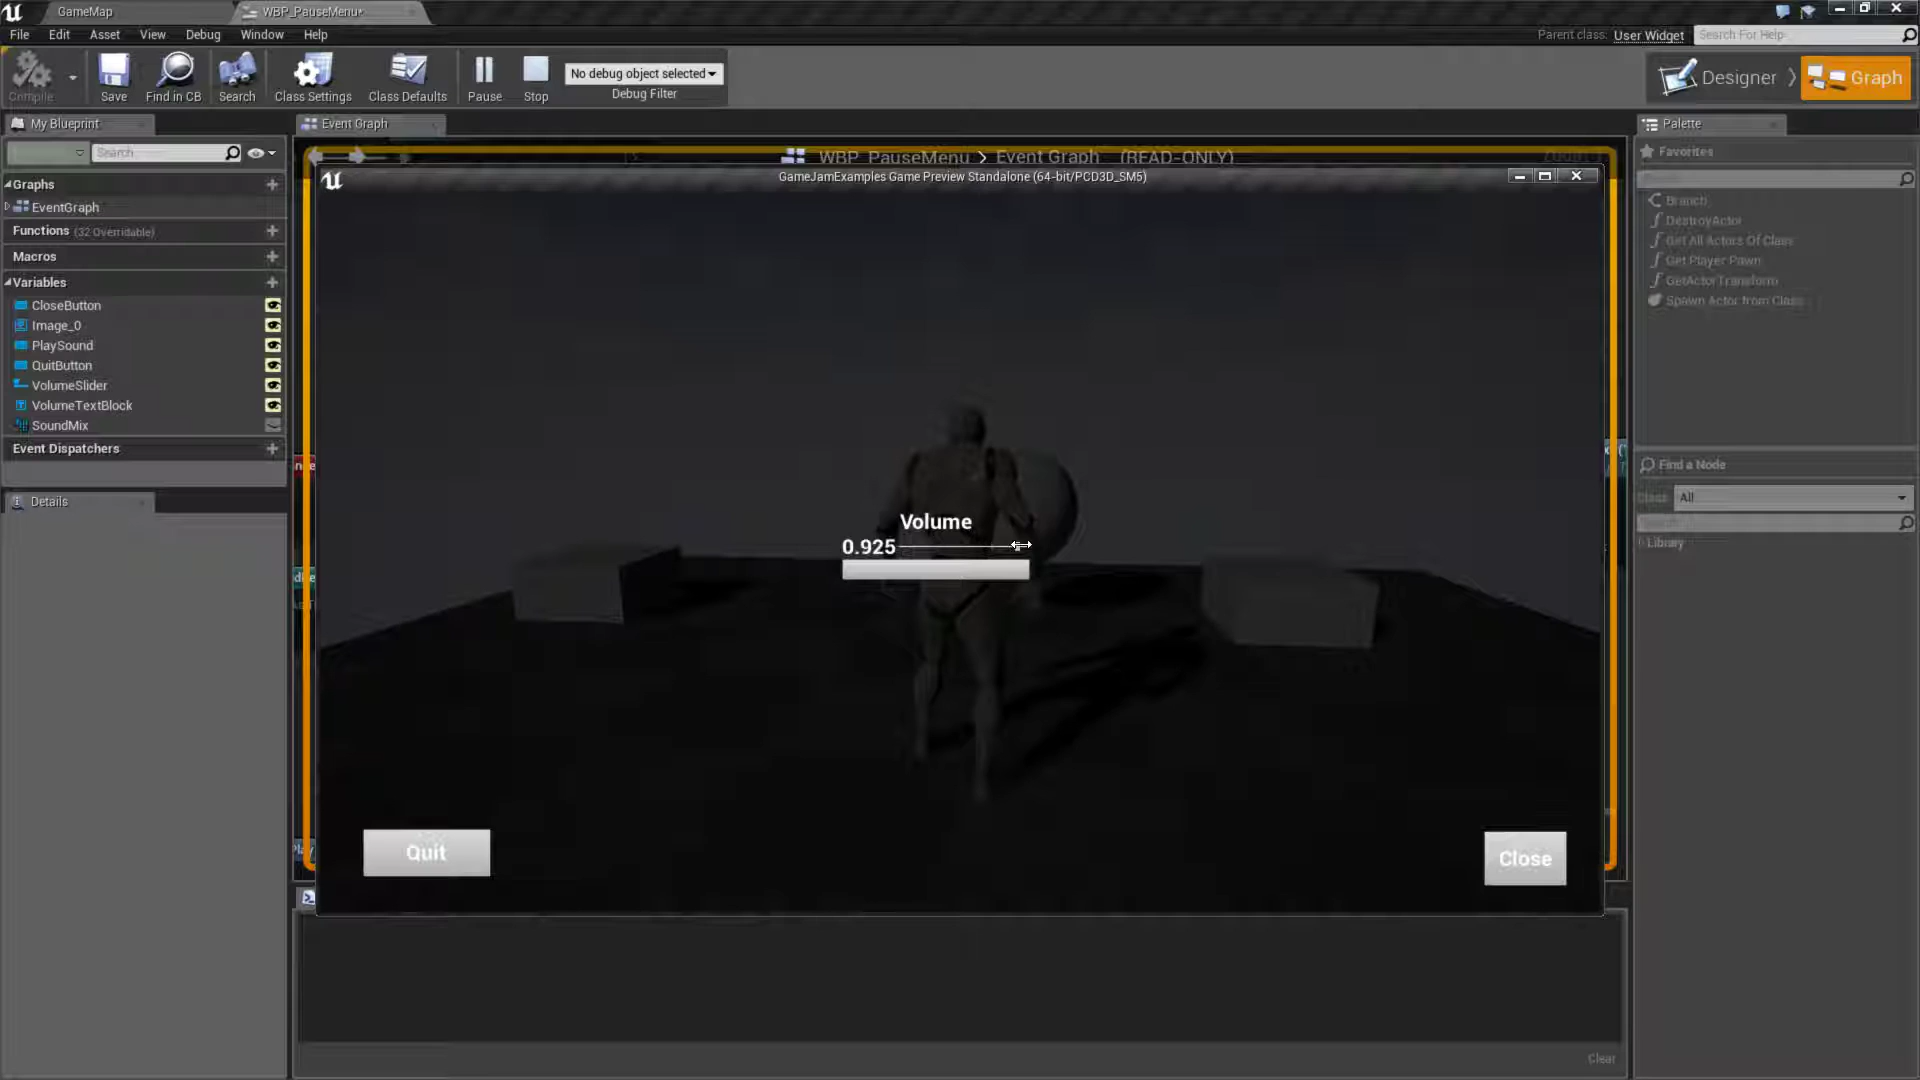 GameMap
WBP_PauseMenu*
File Edit Asset View Debug Window Help
Parent class: User Widget
Search For Help
Compile
Save
Find in CB
Search
Class Settings
Class Defaults
Pause
Stop
No debug object selected
Debug Filter
Designer
Graph
My Blueprint
Event Graph
Palette
Search
WBP_PauseMenu > Event Graph (READ-ONLY)
Favorites
GameJamExamples Game Preview Standalone (64-bit/PCD3D_SM5)
Graphs
EventGraph
Functions (32 Overridable)
Macros
Variables
CloseButton
Image_0
PlaySound
QuitButton
VolumeSlider
VolumeTextBlock
SoundMix
Event Dispatchers
Details
Branch
DestroyActor
Get All Actors Of Class
Get Player Pawn
GetActorTransform
Spawn Actor from Class
Find a Node
Class All
Search
Library
Volume
0.925
Quit
Close
Clear